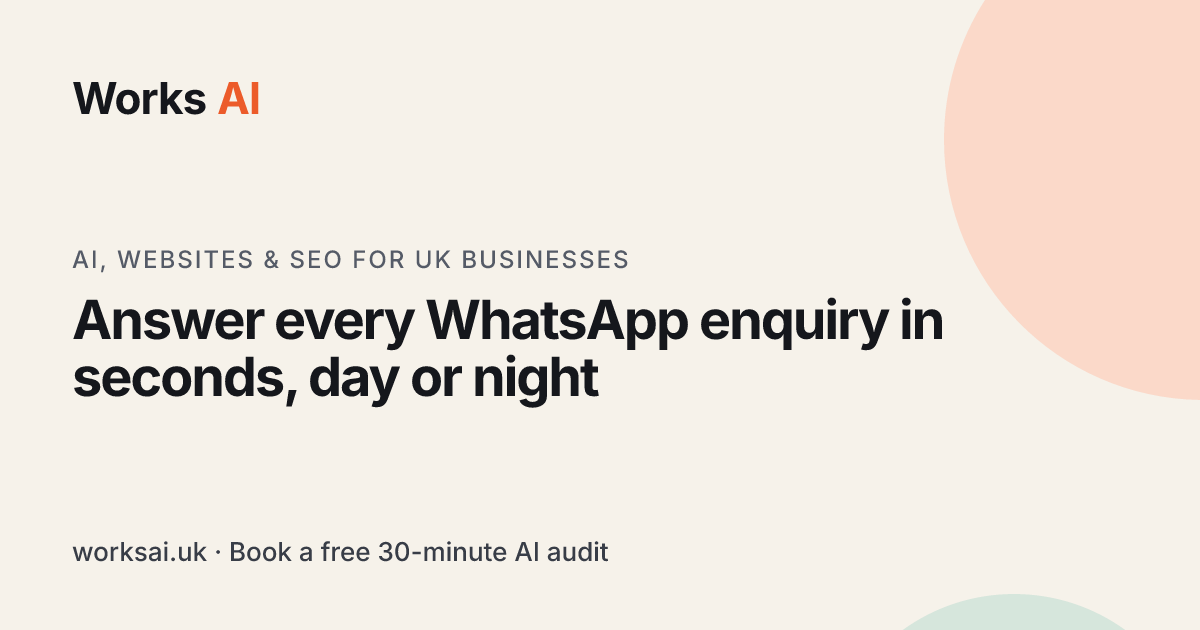 Works AI
AI, WEBSITES & SEO FOR UK BUSINESSES
Answer every WhatsApp enquiry in
seconds, day or night
worksai.uk · Book a free 30-minute AI audit